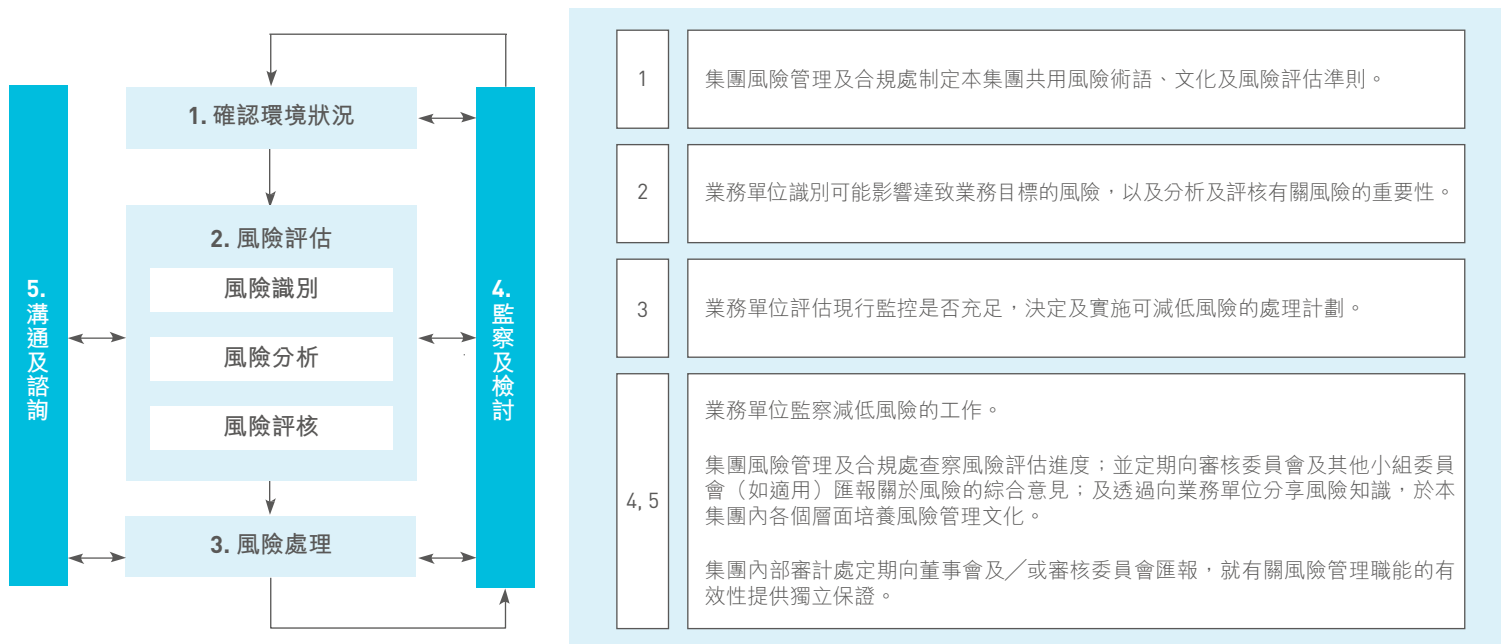 1. 確認環境狀況
2. 風險評估
風險識別
風險分析
風險評核
3. 風險處理
5. 溝通及諮詢
4. 監察及檢討
1
集團風險管理及合規處制定本集團共用風險術語、文化及風險評估準則。
2
業務單位識別可能影響達致業務目標的風險，以及分析及評核有關風險的重要性。
3
業務單位評估現行監控是否充足，決定及實施可減低風險的處理計劃。
4, 5
業務單位監察減低風險的工作。
集團風險管理及合規處查察風險評估進度；並定期向審核委員會及其他小組委員
會（如適用）匯報關於風險的綜合意見；及透過向業務單位分享風險知識，於本
集團內各個層面培養風險管理文化。
集團內部審計處定期向董事會及╱或審核委員會匯報，就有關風險管理職能的有
效性提供獨立保證。